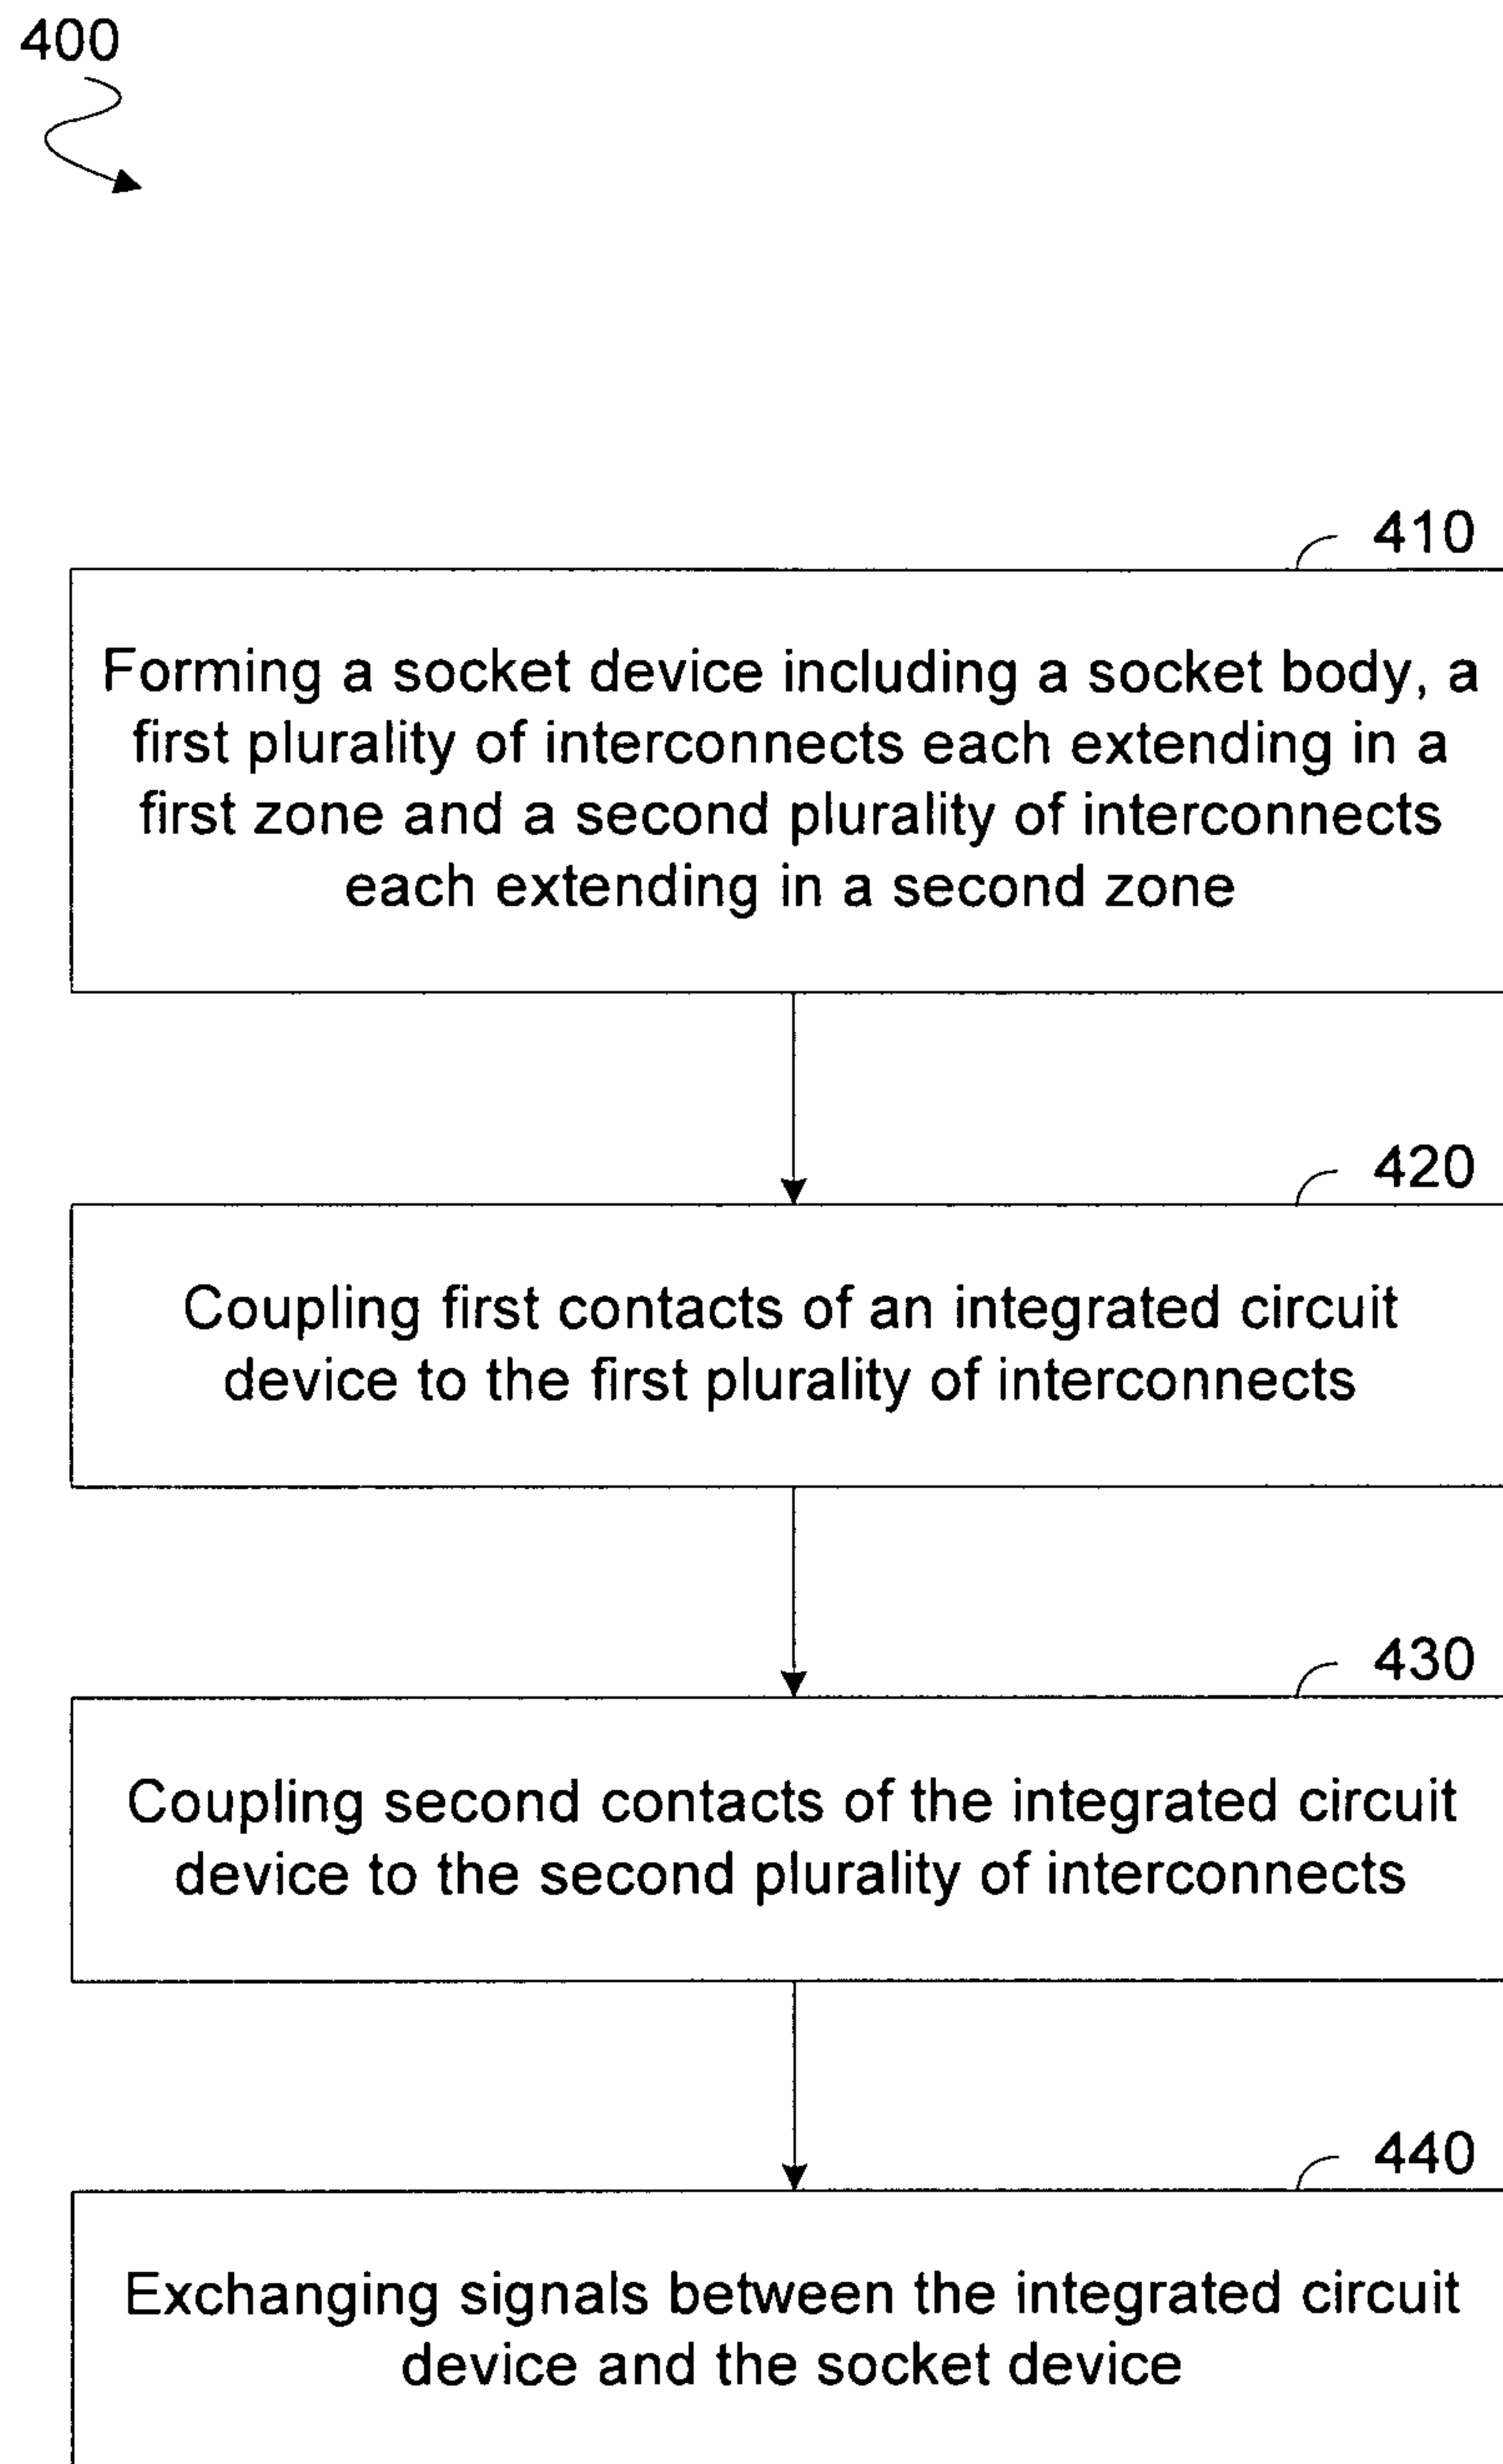 400
410
Forming a socket device including a socket body, a
first plurality of interconnects each extending in a
first zone and a second plurality of interconnects
each extending in a second zone
420
Coupling first contacts of an integrated circuit
device to the first plurality of interconnects
430
Coupling second contacts of the integrated circuit
device to the second plurality of interconnects
440
Exchanging signals between the integrated circuit
device and the socket device